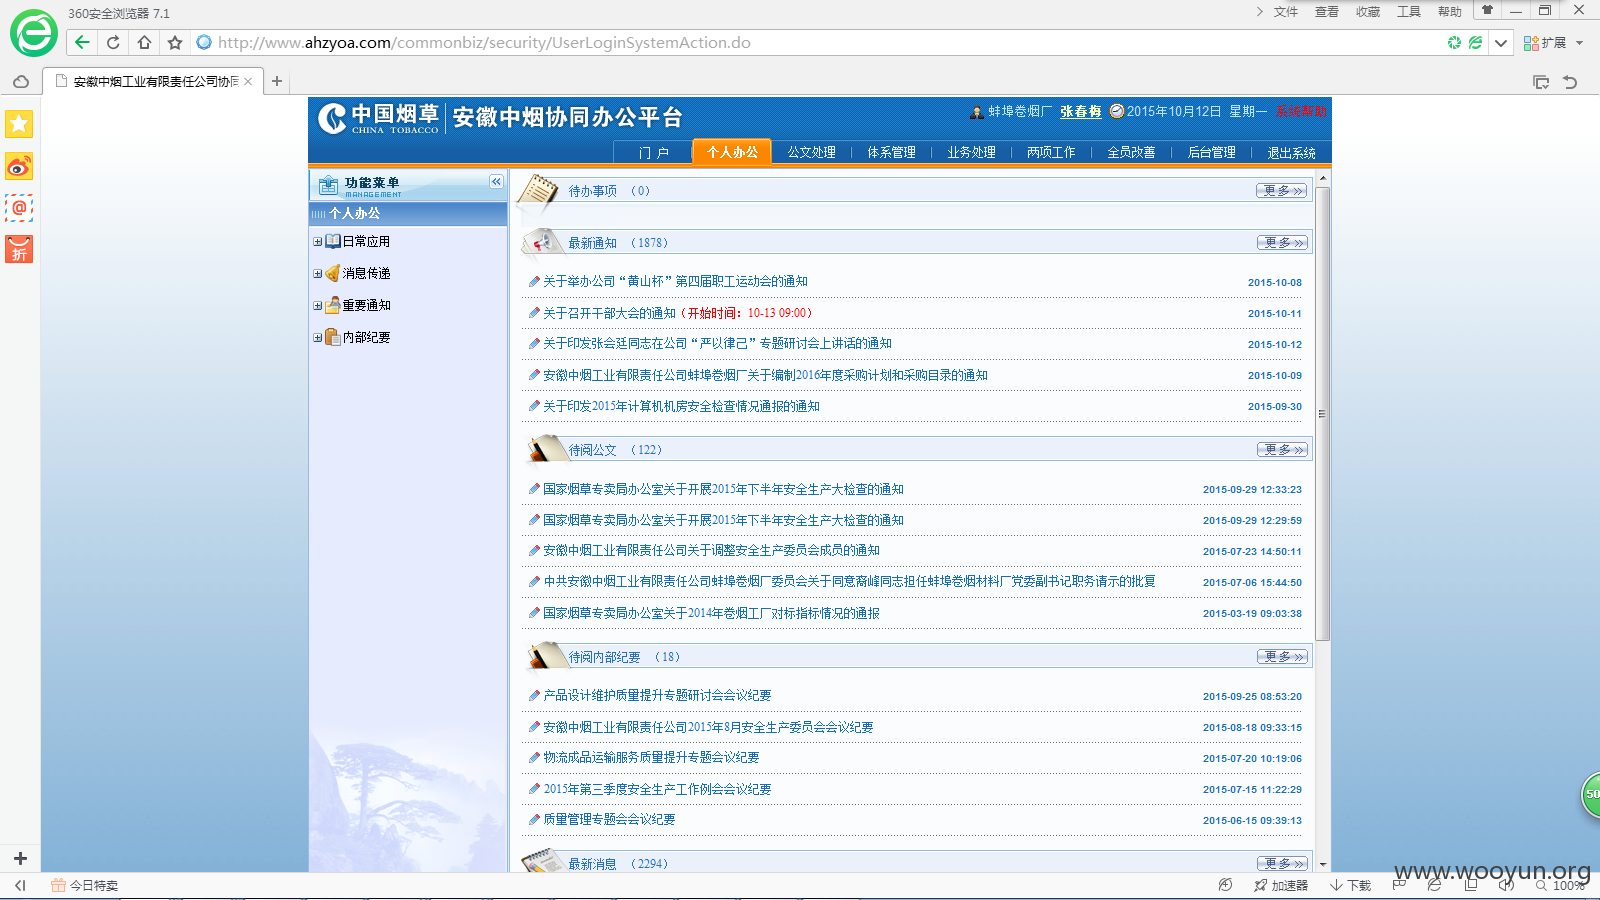 360安全浏览器 7.1
文件 查看 收藏 工具 帮助
http://www.ahzyoa.com/commonbiz/security/UserLoginSystemAction.do
扩展
安徽中烟工业有限责任公司协同
中国烟草
CHINA TOBACCO
安徽中烟协同办公平台
蚌埠卷烟厂 张春梅 2015年10月12日 星期一 系统帮助
门 户 个人办公 公文处理 体系管理 业务处理 两项工作 全员改善 后台管理 退出系统
功能菜单
MANAGEMENT
个人办公
日常应用
消息传递
重要通知
内部纪要
待办事项 （0） 更多
最新通知 （1878） 更多
关于举办公司“黄山杯”第四届职工运动会的通知 2015-10-08
关于召开干部大会的通知（开始时间：10-13 09:00） 2015-10-11
关于印发张会廷同志在公司“严以律己”专题研讨会上讲话的通知 2015-10-12
安徽中烟工业有限责任公司蚌埠卷烟厂关于编制2016年度采购计划和采购目录的通知 2015-10-09
关于印发2015年计算机机房安全检查情况通报的通知 2015-09-30
待阅公文 （122） 更多
国家烟草专卖局办公室关于开展2015年下半年安全生产大检查的通知 2015-09-29 12:33:23
国家烟草专卖局办公室关于开展2015年下半年安全生产大检查的通知 2015-09-29 12:29:59
安徽中烟工业有限责任公司关于调整安全生产委员会成员的通知 2015-07-23 14:50:11
中共安徽中烟工业有限责任公司蚌埠卷烟厂委员会关于同意裔峰同志担任蚌埠卷烟材料厂党委副书记职务请示的批复 2015-07-06 15:44:50
国家烟草专卖局办公室关于2014年卷烟工厂对标指标情况的通报 2015-03-19 09:03:38
待阅内部纪要 （18） 更多
产品设计维护质量提升专题研讨会会议纪要 2015-09-25 08:53:20
安徽中烟工业有限责任公司2015年8月安全生产委员会会议纪要 2015-08-18 09:33:15
物流成品运输服务质量提升专题会议纪要 2015-07-20 10:19:06
2015年第三季度安全生产工作例会会议纪要 2015-07-15 11:22:29
质量管理专题会会议纪要 2015-06-15 09:39:13
最新消息 （2294） 更多
折
50
www.wooyun.org
今日特卖
加速器 下载 100%